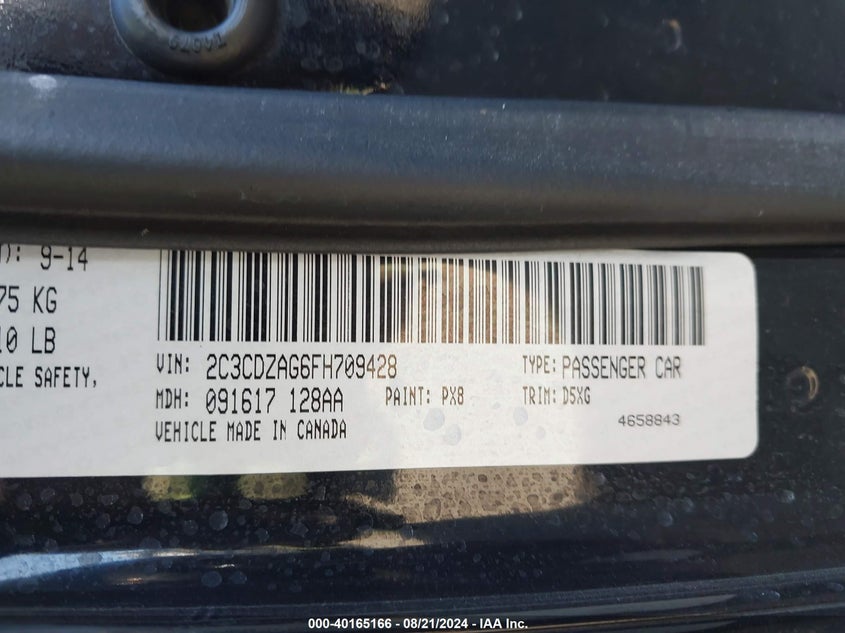 74679
): 9-14
75 KG
10 LB
CLE SAFETY,
VIN: 2C3CDZAG6FH709428
TYPE: PASSENGER CAR
MDH: 091617 128AA
PAINT: PX8
TRIM: D5XG
VEHICLE MADE IN CANADA
4658843
000-40165166 - 08/21/2024 - IAA Inc.